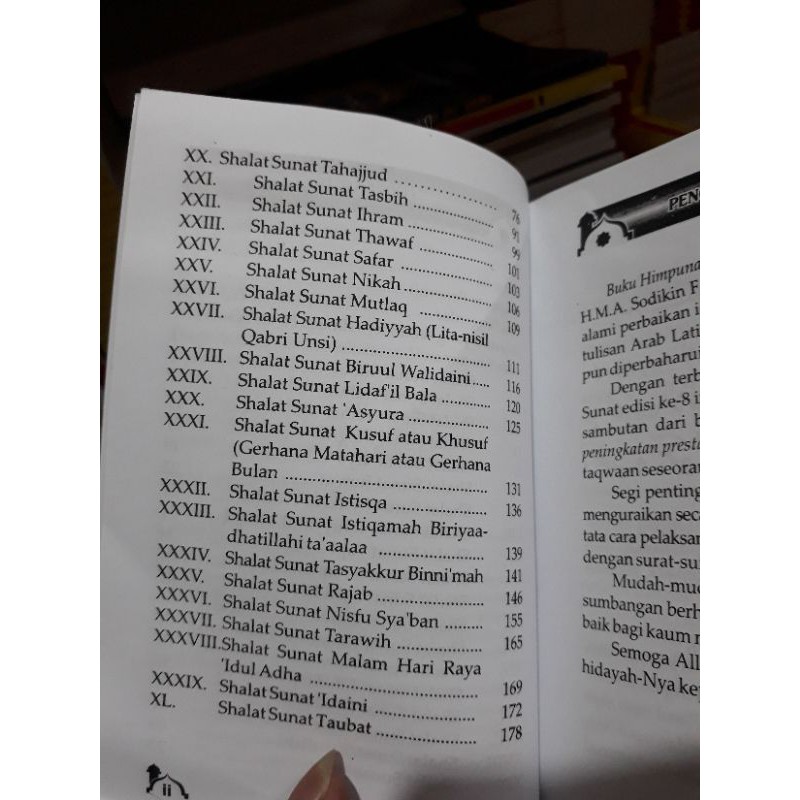 XX. Shalat Sunat Tahajjud .................... 76
XXI. Shalat Sunat Tasbih .................... 91
XXII. Shalat Sunat Ihram .................... 99
XXIII. Shalat Sunat Thawaf .................... 101
XXIV. Shalat Sunat Safar .................... 103
XXV. Shalat Sunat Nikah .................... 106
XXVI. Shalat Sunat Mutlaq .................... 109
XXVII. Shalat Sunat Hadiyyah (Lita-nisil
Qabri Unsi) .................... 111
XXVIII. Shalat Sunat Biruul Walidaini..... 116
XXIX. Shalat Sunat Lidaf'il Bala .................... 120
XXX. Shalat Sunat 'Asyura .................... 125
XXXI. Shalat Sunat Kusuf atau Khusuf
(Gerhana Matahari atau Gerhana
Bulan .................... 131
XXXII. Shalat Sunat Istisqa .................... 136
XXXIII. Shalat Sunat Istiqamah Biriyaa-
dhatillahi ta'aalaa .................... 139
XXXIV. Shalat Sunat Tasyakkur Binni'mah 141
XXXV. Shalat Sunat Rajab .................... 146
XXXVI. Shalat Sunat Nisfu Sya'ban ......... 155
XXXVII. Shalat Sunat Tarawih .................... 165
XXXVIII. Shalat Sunat Malam Hari Raya
'Idul Adha .................... 169
XXXIX. Shalat Sunat 'Idaini .................... 172
XL. Shalat Sunat Taubat .................... 178
ii
PEN
Buku Himpuna
H.M.A. Sodikin F
alami perbaikan i
tulisan Arab Lati
pun diperbaharui
Dengan terb
Sunat edisi ke-8 i
sambutan dari b
peningkatan prest
taqwaan seseoran
Segi penting
menguraikan sec
tata cara pelaksan
dengan surat-su
Mudah-mud
sumbangan berh
baik bagi kaum m
Semoga All
hidayah-Nya kep